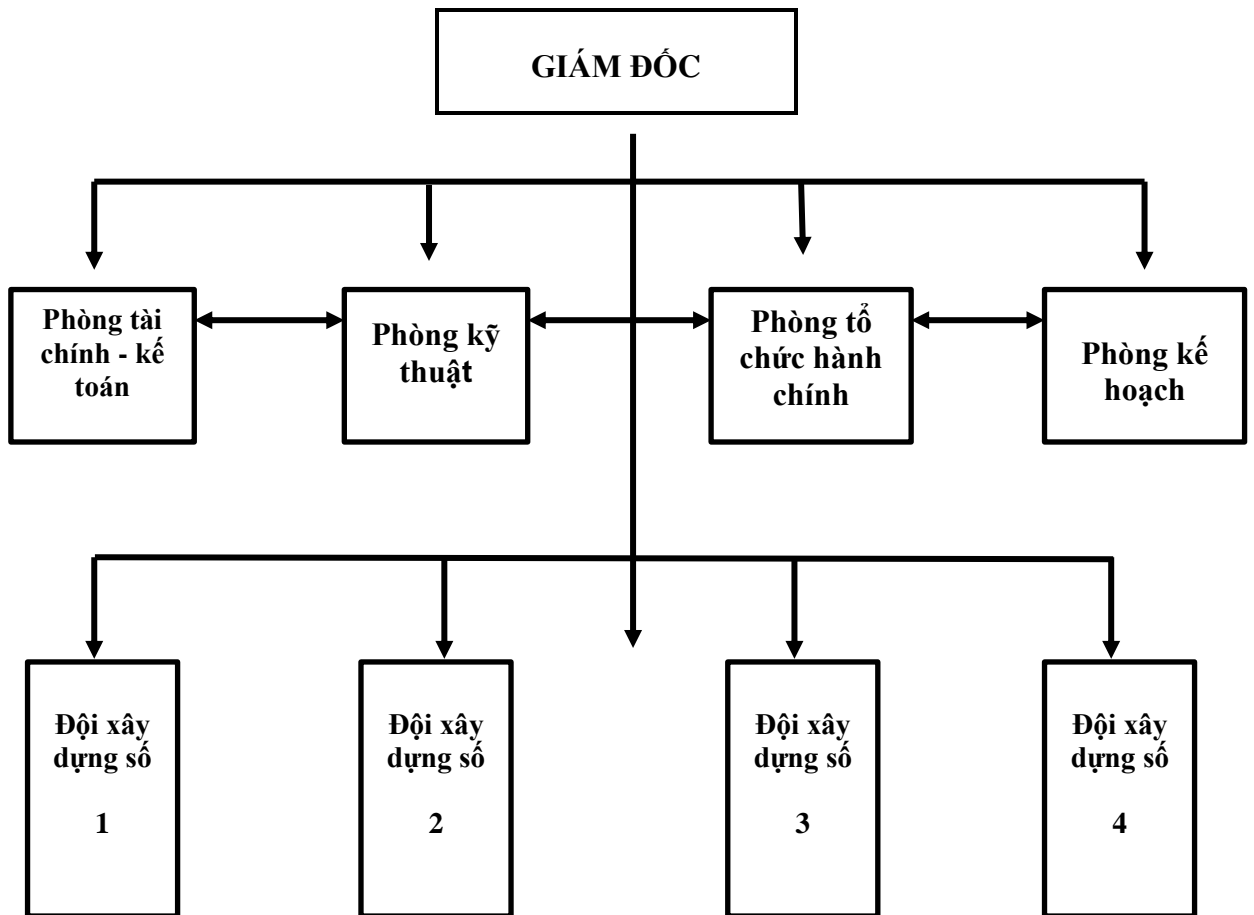 GIÁM ĐỐC
Phòng tài
chính - kế
toán
Phòng kỹ
thuật
Phòng tổ
chức hành
chính
Phòng kế
hoạch
Đội xây
dựng số
1
Đội xây
dựng số
2
Đội xây
dựng số
3
Đội xây
dựng số
4